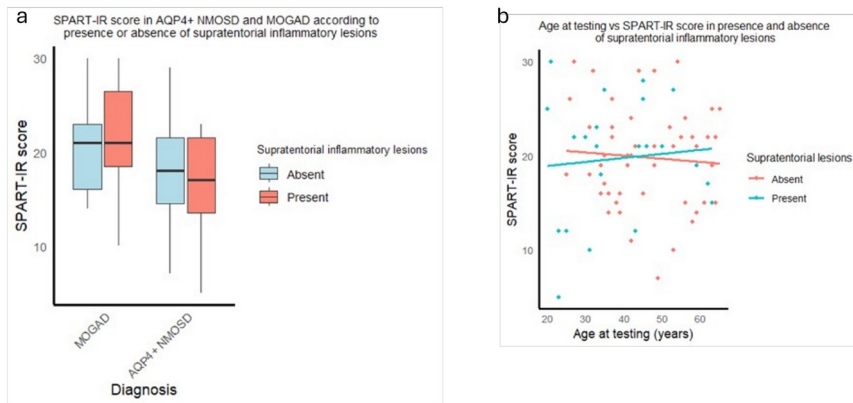 a
SPART-IR score in AQP4+ NMOSD and MOGAD according to
presence or absence of supratentorial inflammatory lesions
30
20
10
SPART-IR score
MOGAD
AQP4+ NMOSD
Diagnosis
Supratentorial inflammatory lesions
Absent
Present
b
Age at testing vs SPART-IR score in presence and absence
of supratentorial inflammatory lesions
30
20
10
SPART-IR score
20
30
40
50
60
Age at testing (years)
Supratentorial lesions
Absent
Present